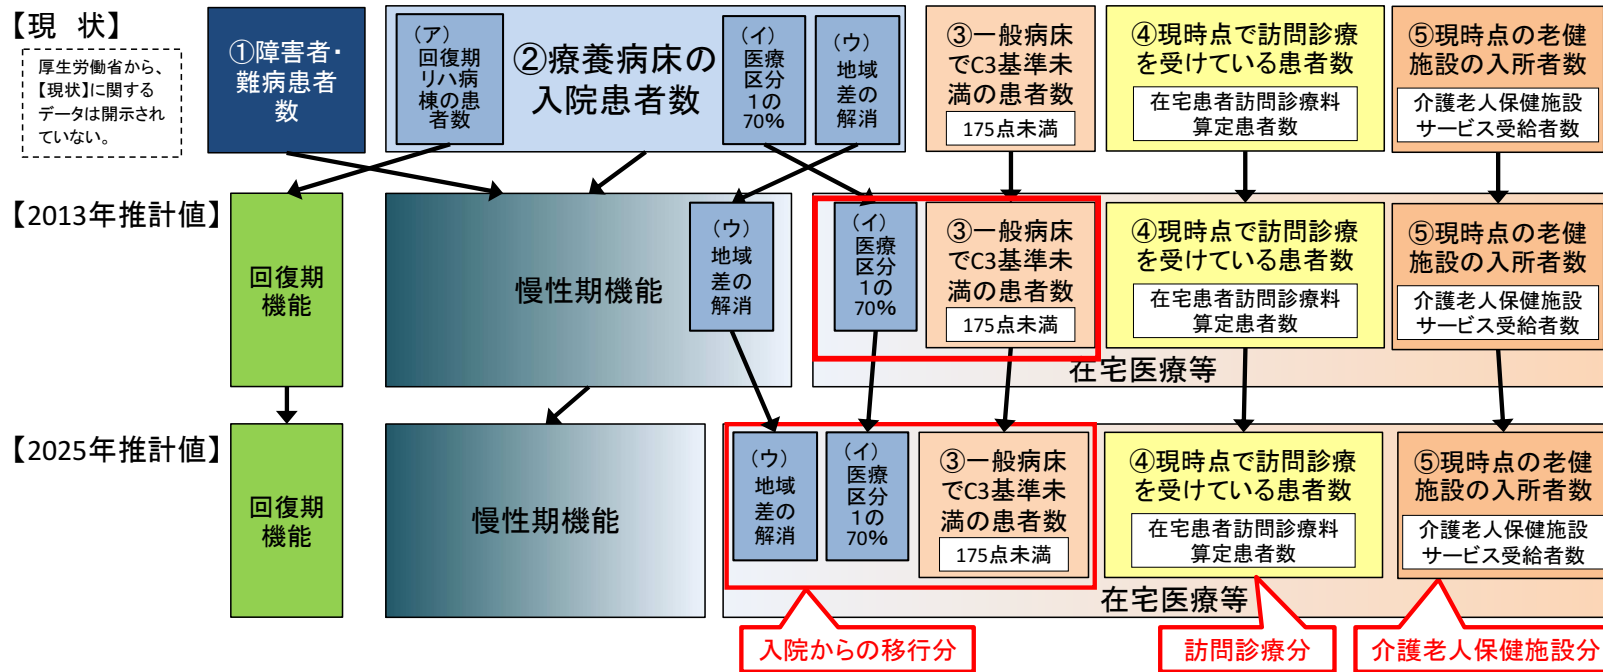 【現 状】
厚生労働省から、
【現状】に関する
データは開示され
ていない。
①障害者・
難病患者
数
（ア）
回復期
リハ病
棟の患
者数
②療養病床の
入院患者数
（イ）
医療
区分
1の
70%
（ウ）
地域
差の
解消
③一般病床
でC3基準未
満の患者数
175点未満
④現時点で訪問診療
を受けている患者数
在宅患者訪問診療料
算定患者数
⑤現時点の老健
施設の入所者数
介護老人保健施設
サービス受給者数
【2013年推計値】
回復期
機能
慢性期機能
（ウ）
地域
差の
解消
（イ）
医療
区分
1の
70%
③一般病床
でC3基準未
満の患者数
175点未満
④現時点で訪問診療
を受けている患者数
在宅患者訪問診療料
算定患者数
⑤現時点の老健
施設の入所者数
介護老人保健施設
サービス受給者数
在宅医療等
【2025年推計値】
回復期
機能
慢性期機能
（ウ）
地域
差の
解消
（イ）
医療
区分
1の
70%
③一般病床
でC3基準未
満の患者数
175点未満
④現時点で訪問診療
を受けている患者数
在宅患者訪問診療料
算定患者数
⑤現時点の老健
施設の入所者数
介護老人保健施設
サービス受給者数
在宅医療等
入院からの移行分
訪問診療分
介護老人保健施設分